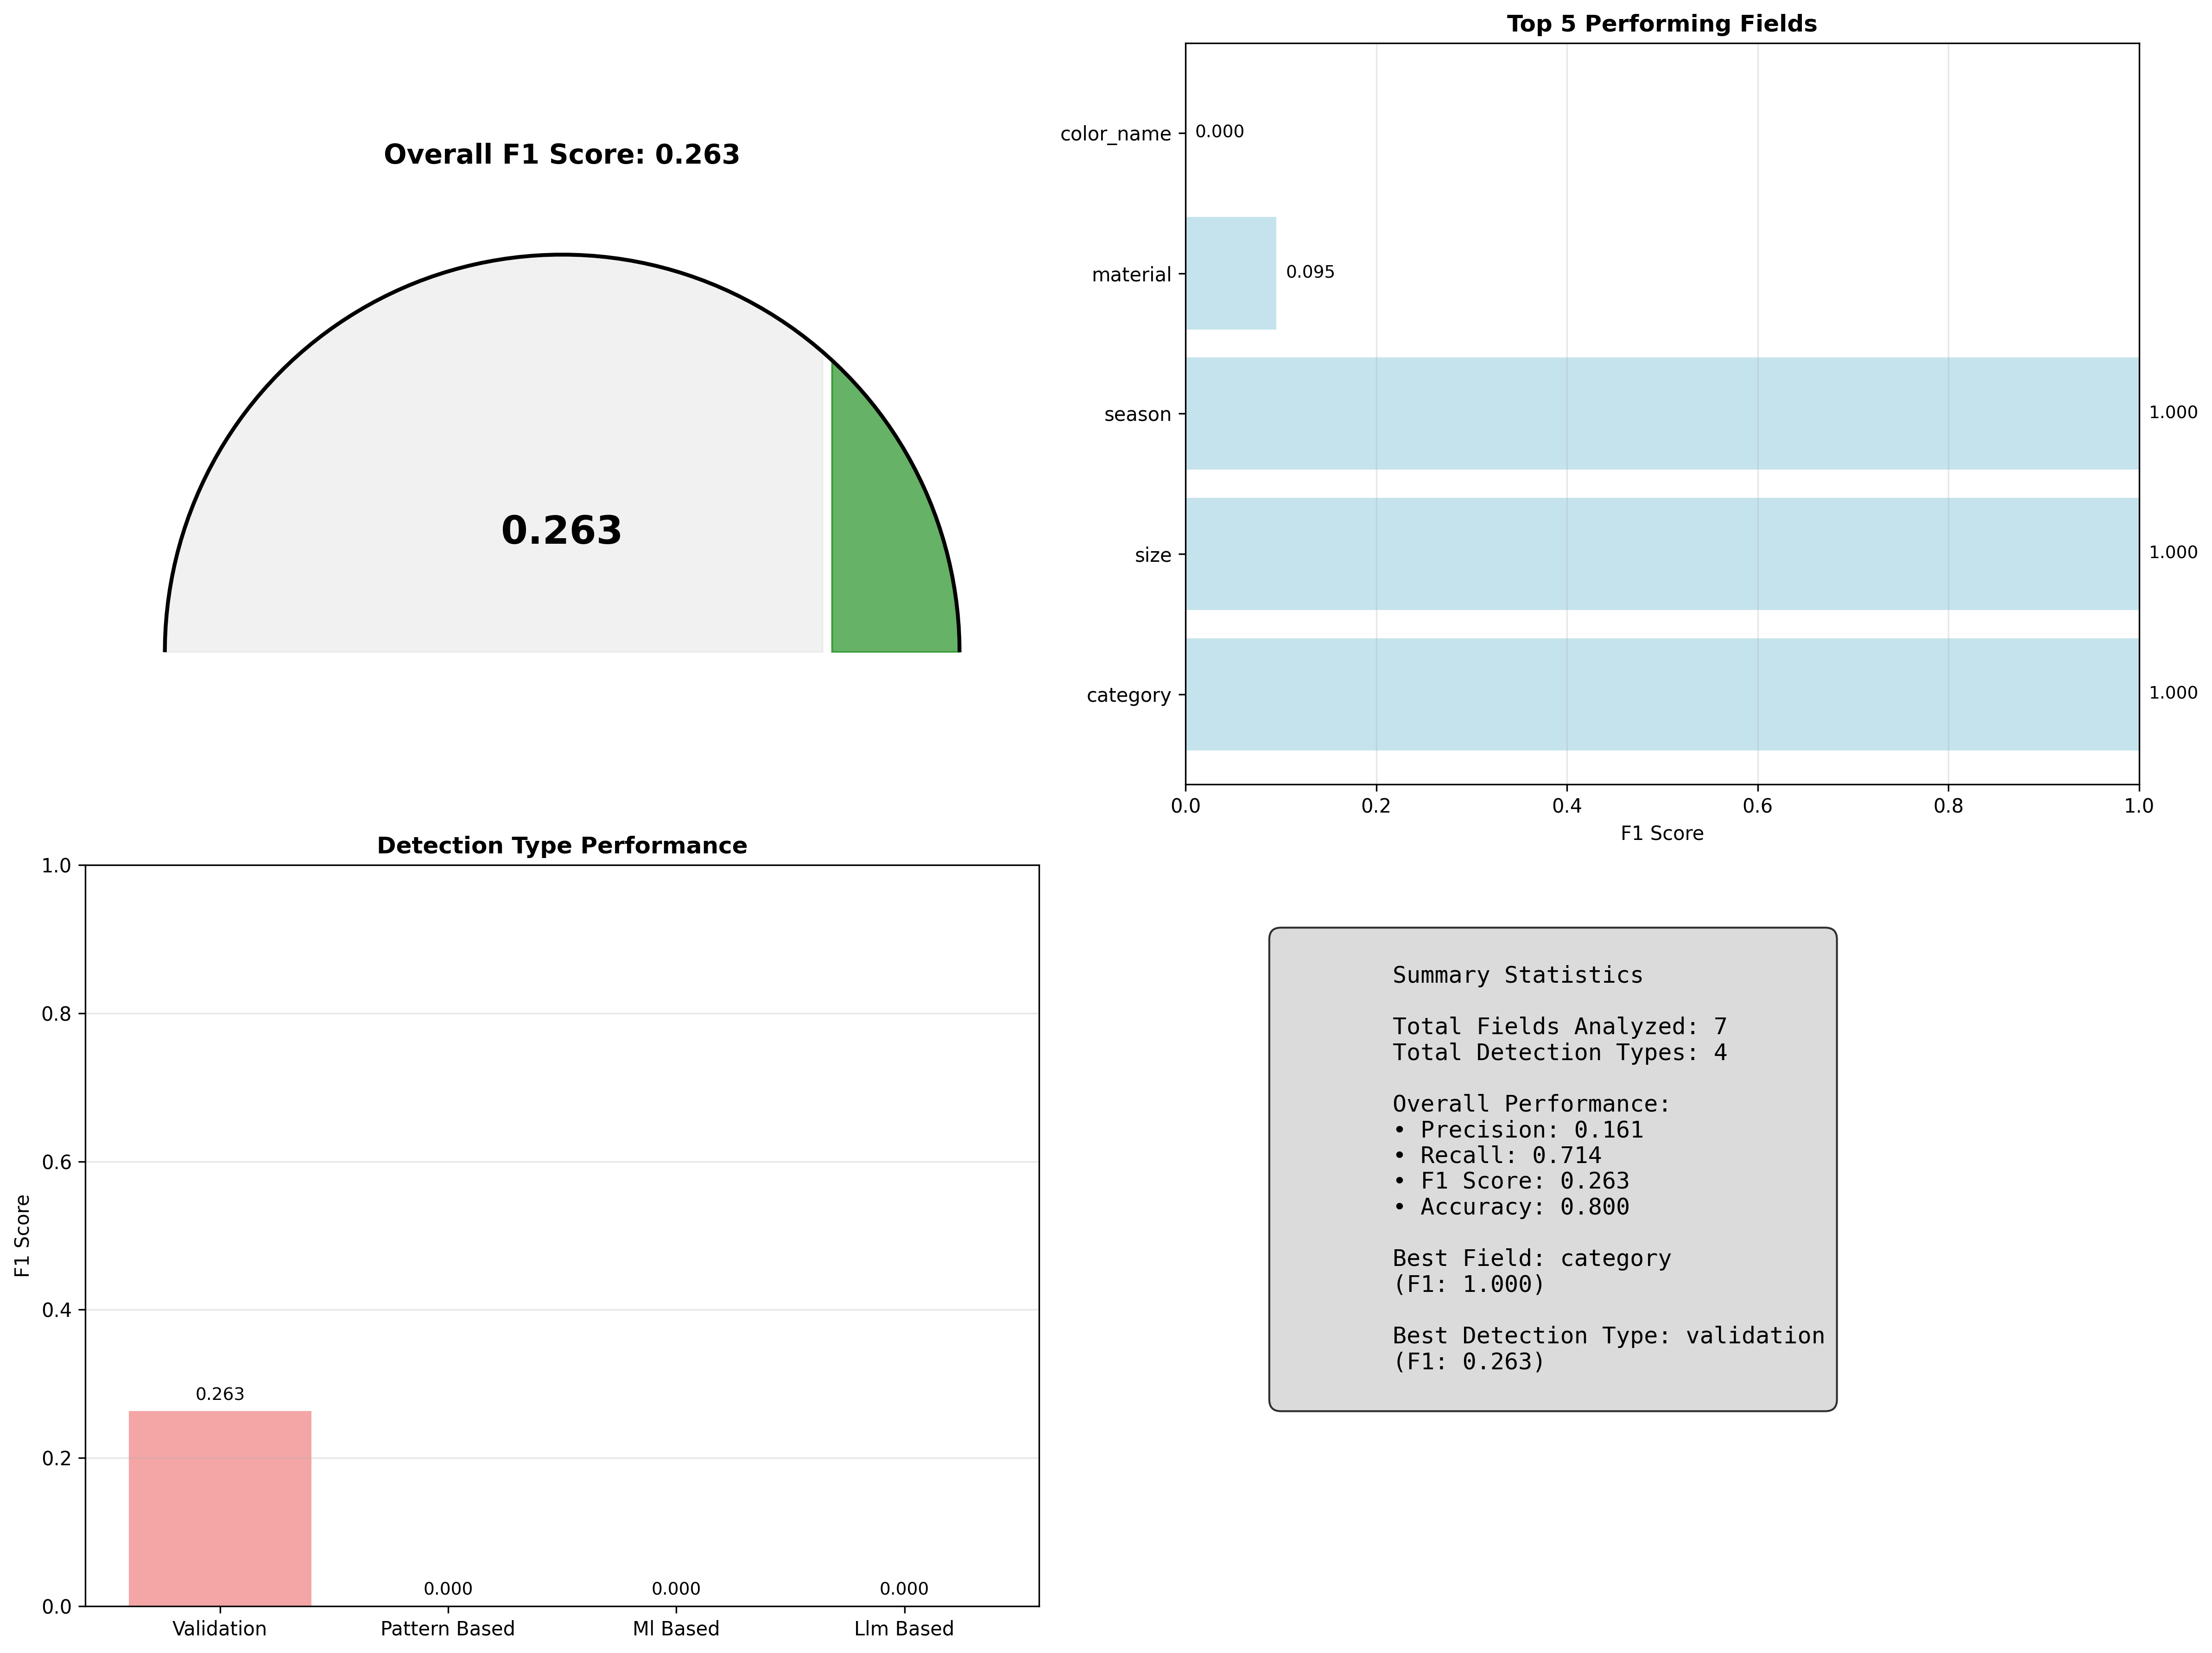 Overall F1 Score: 0.263
0.263
Top 5 Performing Fields
color_name
0.000
material
0.095
season
1.000
size
1.000
category
1.000
0.0 0.2 0.4 0.6 0.8 1.0
F1 Score
Detection Type Performance
1.0
0.8
0.6
0.4
0.2
0.0
F1 Score
0.263
0.000
0.000
0.000
Validation
Pattern Based
Ml Based
Llm Based
Summary Statistics
Total Fields Analyzed: 7
Total Detection Types: 4
Overall Performance:
• Precision: 0.161
• Recall: 0.714
• F1 Score: 0.263
• Accuracy: 0.800
Best Field: category
(F1: 1.000)
Best Detection Type: validation
(F1: 0.263)